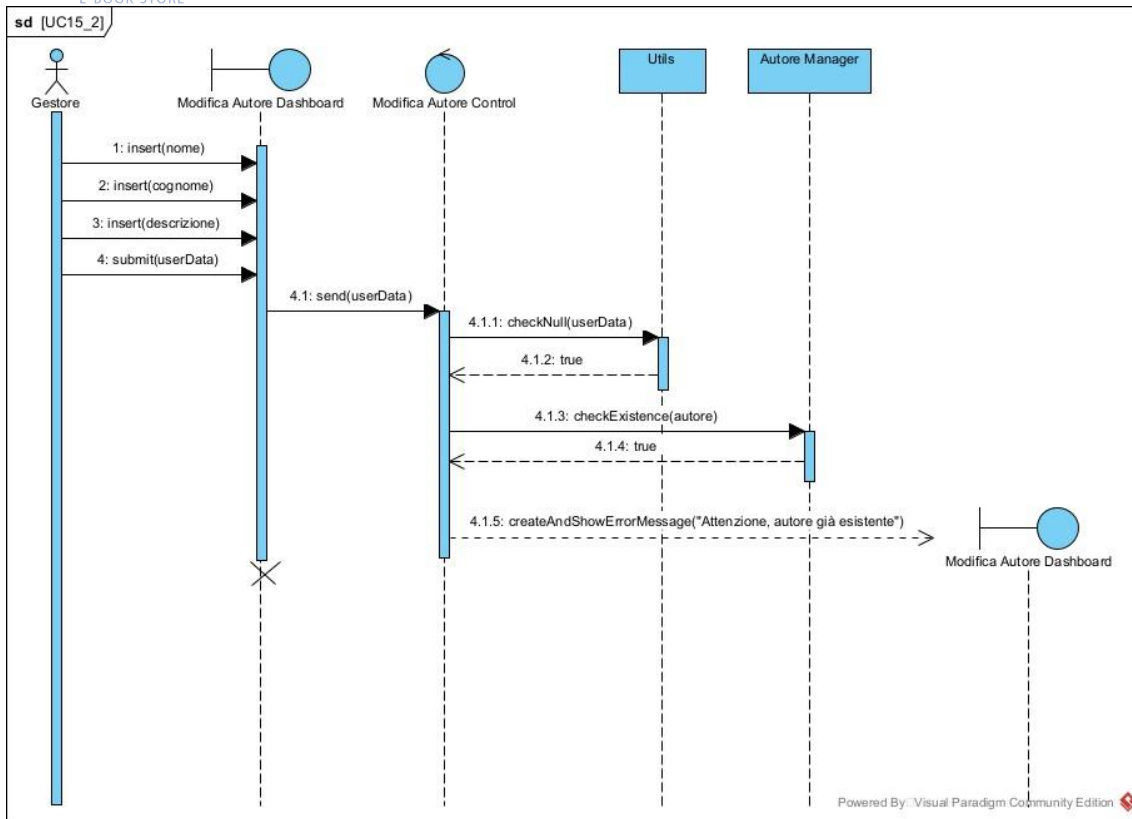 E-BOOK STORE
sd [UC15_2]
Gestore
Modifica Autore Dashboard
Modifica Autore Control
Utils
Autore Manager
1: insert(nome)
2: insert(cognome)
3: insert(descrizione)
4: submit(userData)
4.1: send(userData)
4.1.1: checkNull(userData)
4.1.2: true
4.1.3: checkExistence(autore)
4.1.4: true
4.1.5: createAndShowErrorMessage("Attenzione, autore già esistente")
Modifica Autore Dashboard
Powered By Visual Paradigm Community Edition